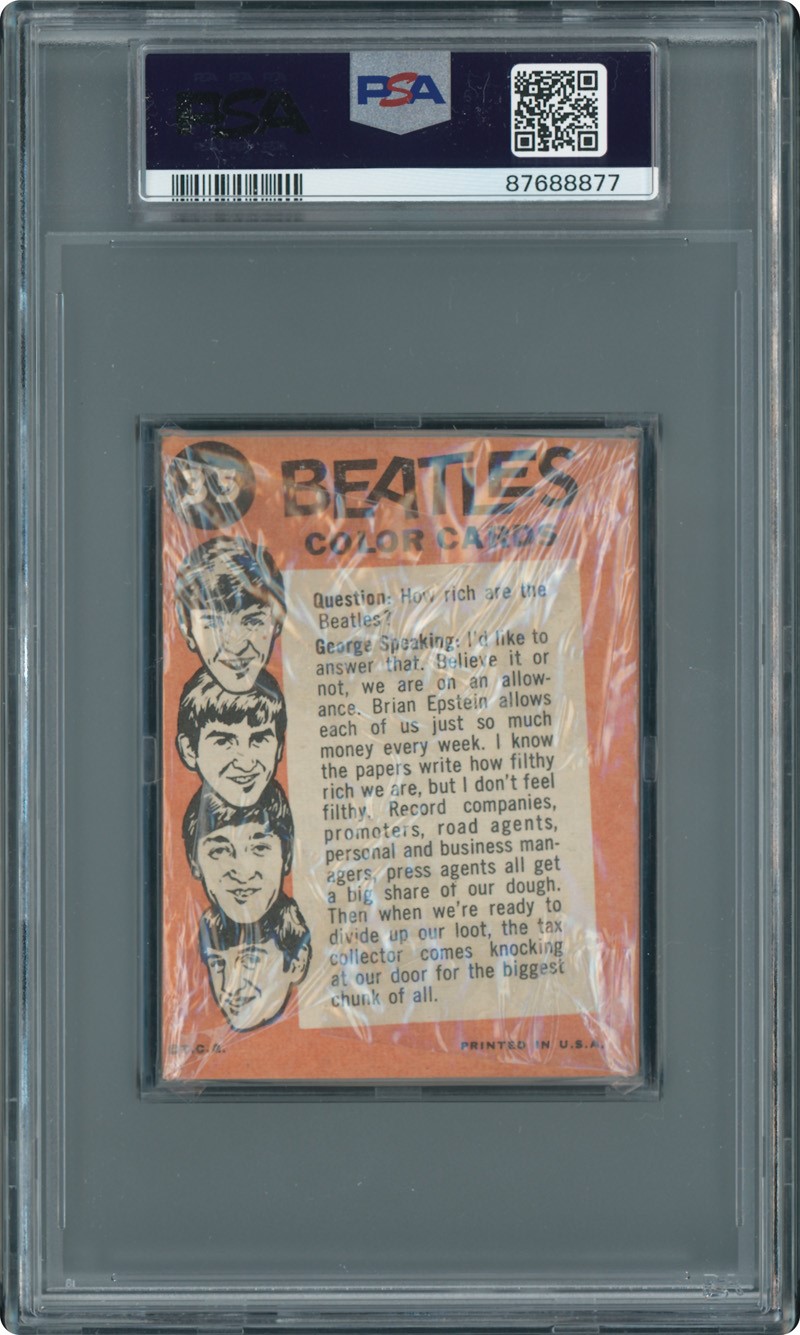 PSA
PSA
87688877
33
BEATLES
COLOR CARDS
Question: How rich are the
Beatles?
George Speaking: I'd like to
answer that. Believe it or
not, we are on an allow-
ance. Brian Epstein allows
each of us just so much
money every week. I know
the papers write how filthy
rich we are, but I don't feel
filthy. Record companies,
promoters, road agents,
personal and business man-
agers, press agents all get
a big share of our dough.
Then when we're ready to
divide up our loot, the tax
collector comes knocking
at our door for the biggest
chunk of all.
©T.C.G.
PRINTED IN U.S.A.